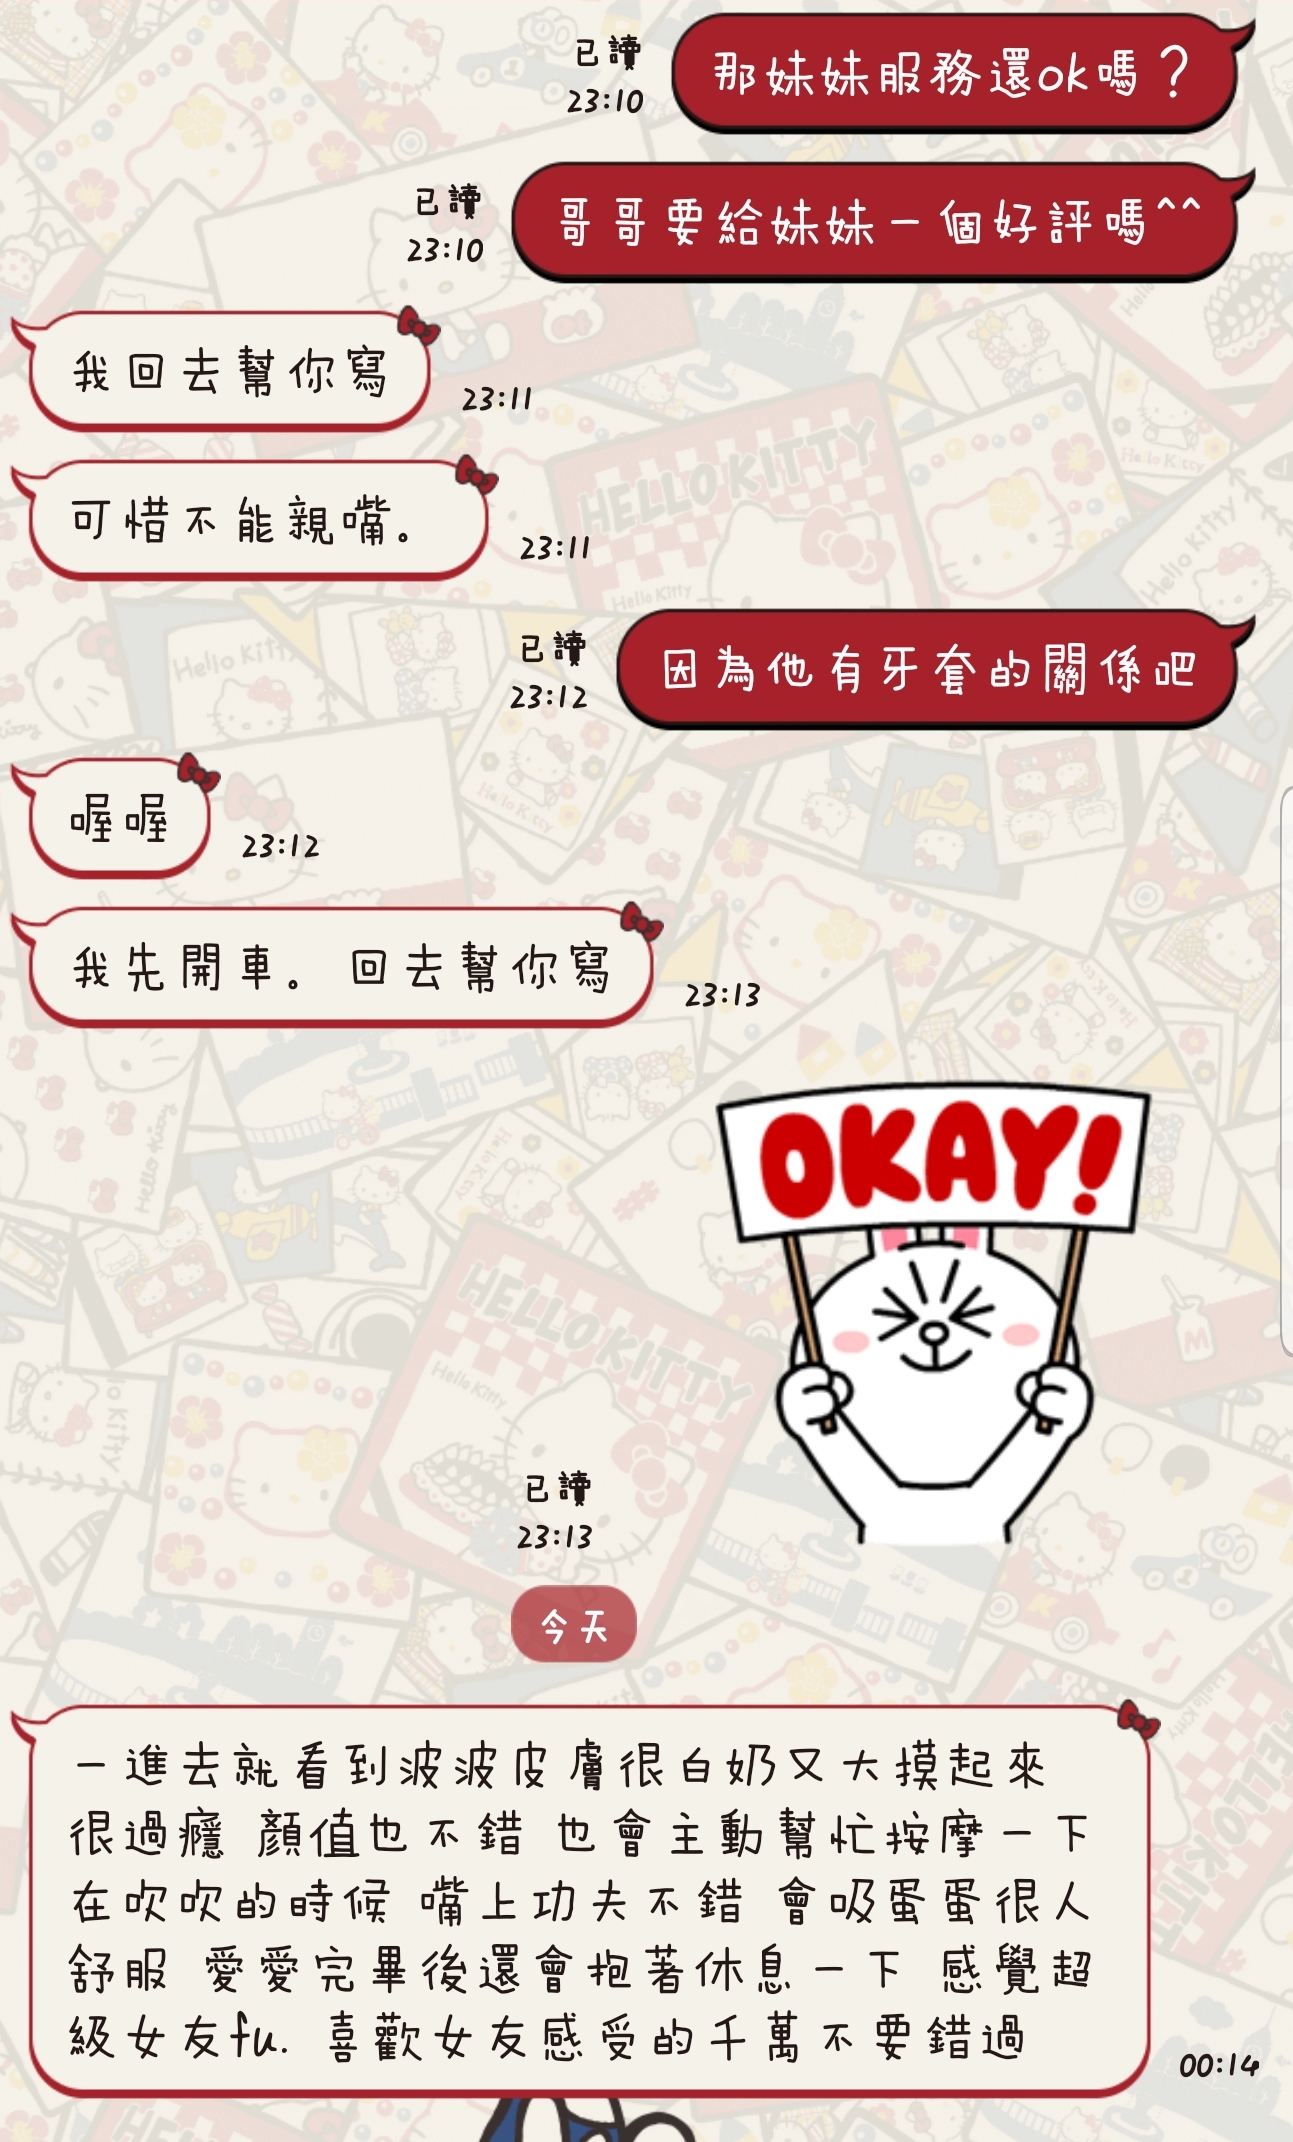 那妹妹服務還ok嗎？
已讀
23:10
哥哥要給妹妹一個好評嗎^^
已讀
23:10
我回去幫你寫
23:11
可惜不能親嘴。
23:11
因為他有牙套的關係吧
已讀
23:12
喔喔
23:12
我先開車。 回去幫你寫
23:13
OKAY!
已讀
23:13
今天
一進去就看到波波皮膚很白奶又大摸起來
很過癮 顏值也不錯 也會主動幫忙按摩一下
在吹吹的時候 嘴上功夫不錯 會吸蛋蛋很人
舒服 愛愛完畢後還會抱著休息一下 感覺超
級女友fu. 喜歡女友感受的千萬不要錯過
00:14
HELLO KITTY
Hello Kitty
HELLO KITTY
Hello Kitty